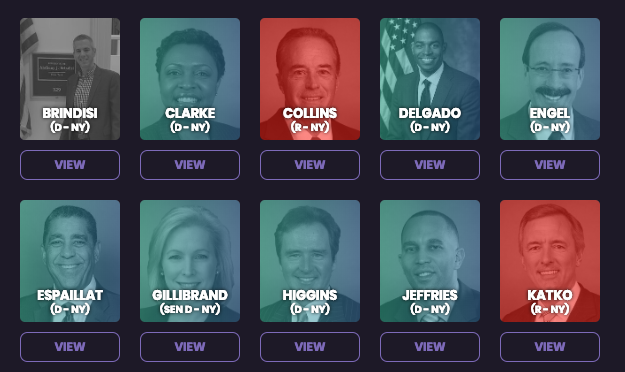 BRINDISI
(D - NY)
CLARKE
(D - NY)
COLLINS
(R - NY)
DELGADO
(D - NY)
ENGEL
(D - NY)
VIEW
VIEW
VIEW
VIEW
VIEW
ESPAILLAT
(D - NY)
GILLIBRAND
(SEN D - NY)
HIGGINS
(D - NY)
JEFFRIES
(D - NY)
KATKO
(R - NY)
VIEW
VIEW
VIEW
VIEW
VIEW